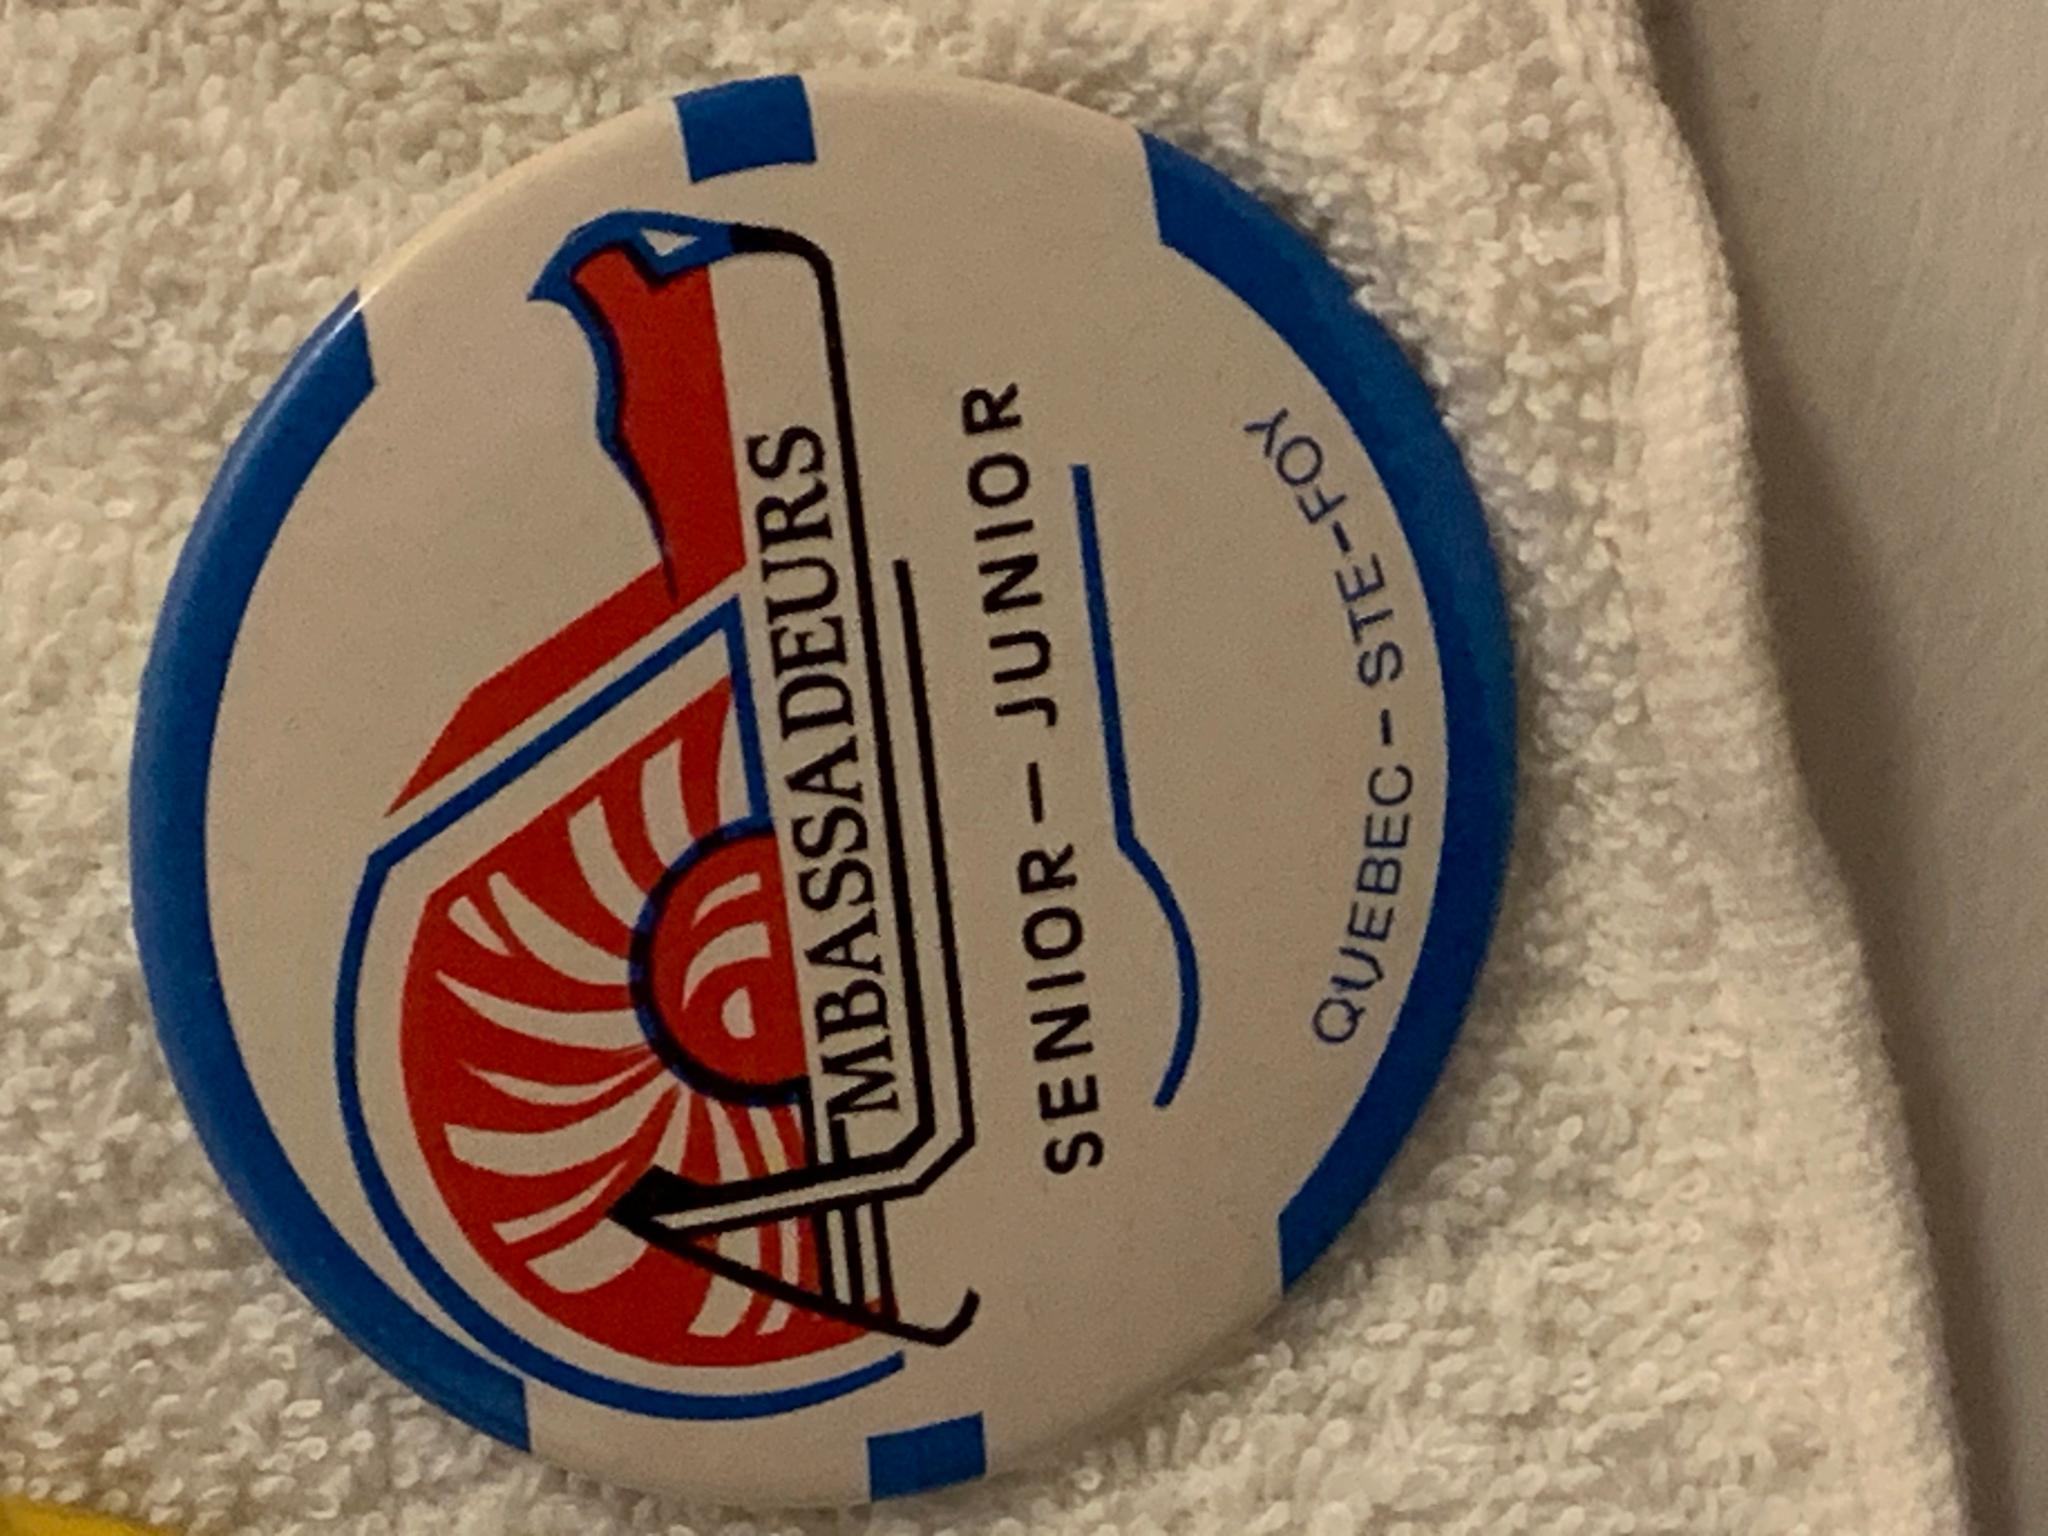 AMBASSADEURS
SENIOR – JUNIOR
QUEBEC – STE-FOY